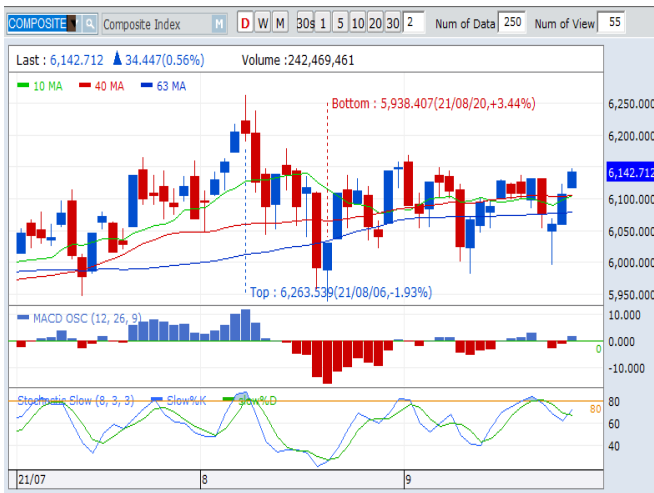 COMPOSITE Composite Index M D W M 30s 1 5 10 20 30 2 Num of Data 250 Num of View 55
Last : 6,142.712 ▲ 34.447(0.56%) Volume :242,469,461
10 MA 40 MA 63 MA
Bottom : 5,938.407(21/08/20,+3.44%)
6,250.000
6,200.000
6,142.712
6,100.000
6,050.000
6,000.000
5,950.000
Top : 6,263.539(21/08/06,-1.93%)
MACD OSC (12, 26, 9)
10.000
0.000
0
-10.000
Stochastic Slow (8, 3, 3) Slow%K Slow%D
80
80
60
40
21/07 8 9